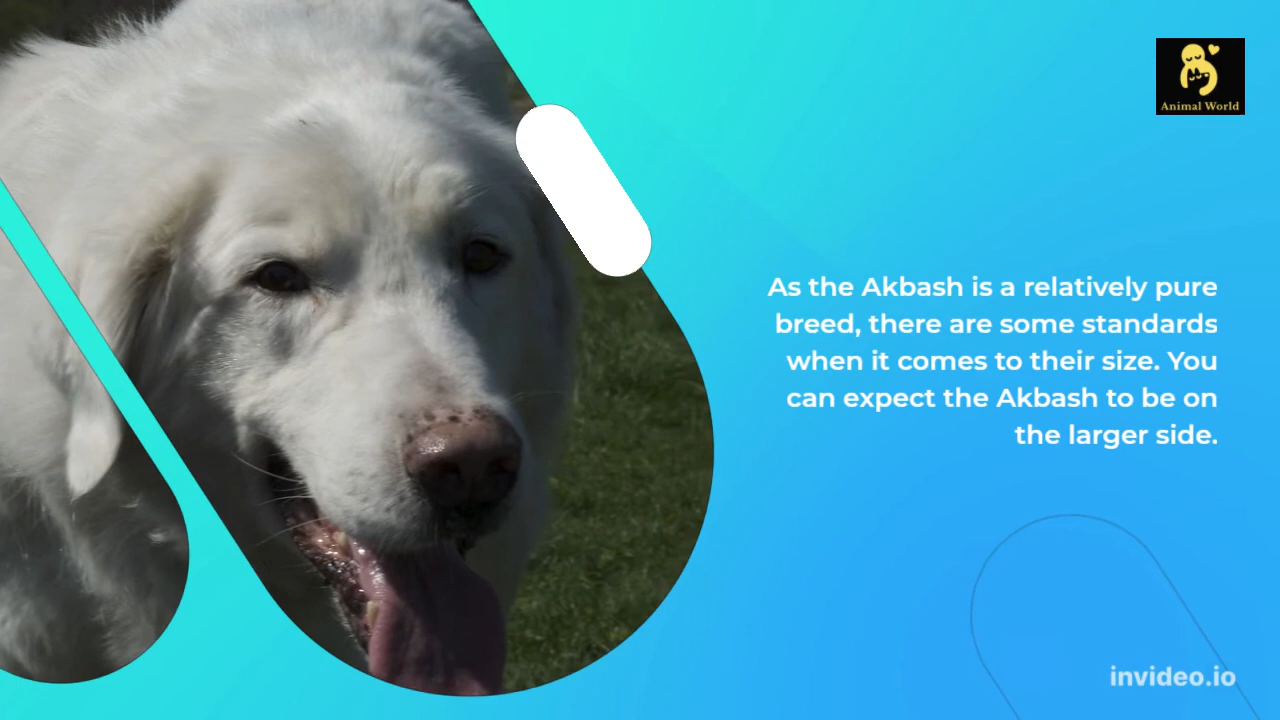 Animal World
As the Akbash is a relatively pure
breed, there are some standards
when it comes to their size. You
can expect the Akbash to be on
the larger side.
invideo.io